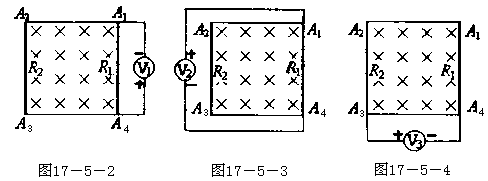 A₂ A₁
R₂ R₁
V₁
+
A₃ A₄
图17-5-2
A₂ A₁
+
V₂
R₂ R₁
-
A₃ A₄
图17-5-3
A₂ A₁
R₂ R₁
A₃ A₄
+ V₃ -
图17-5-4